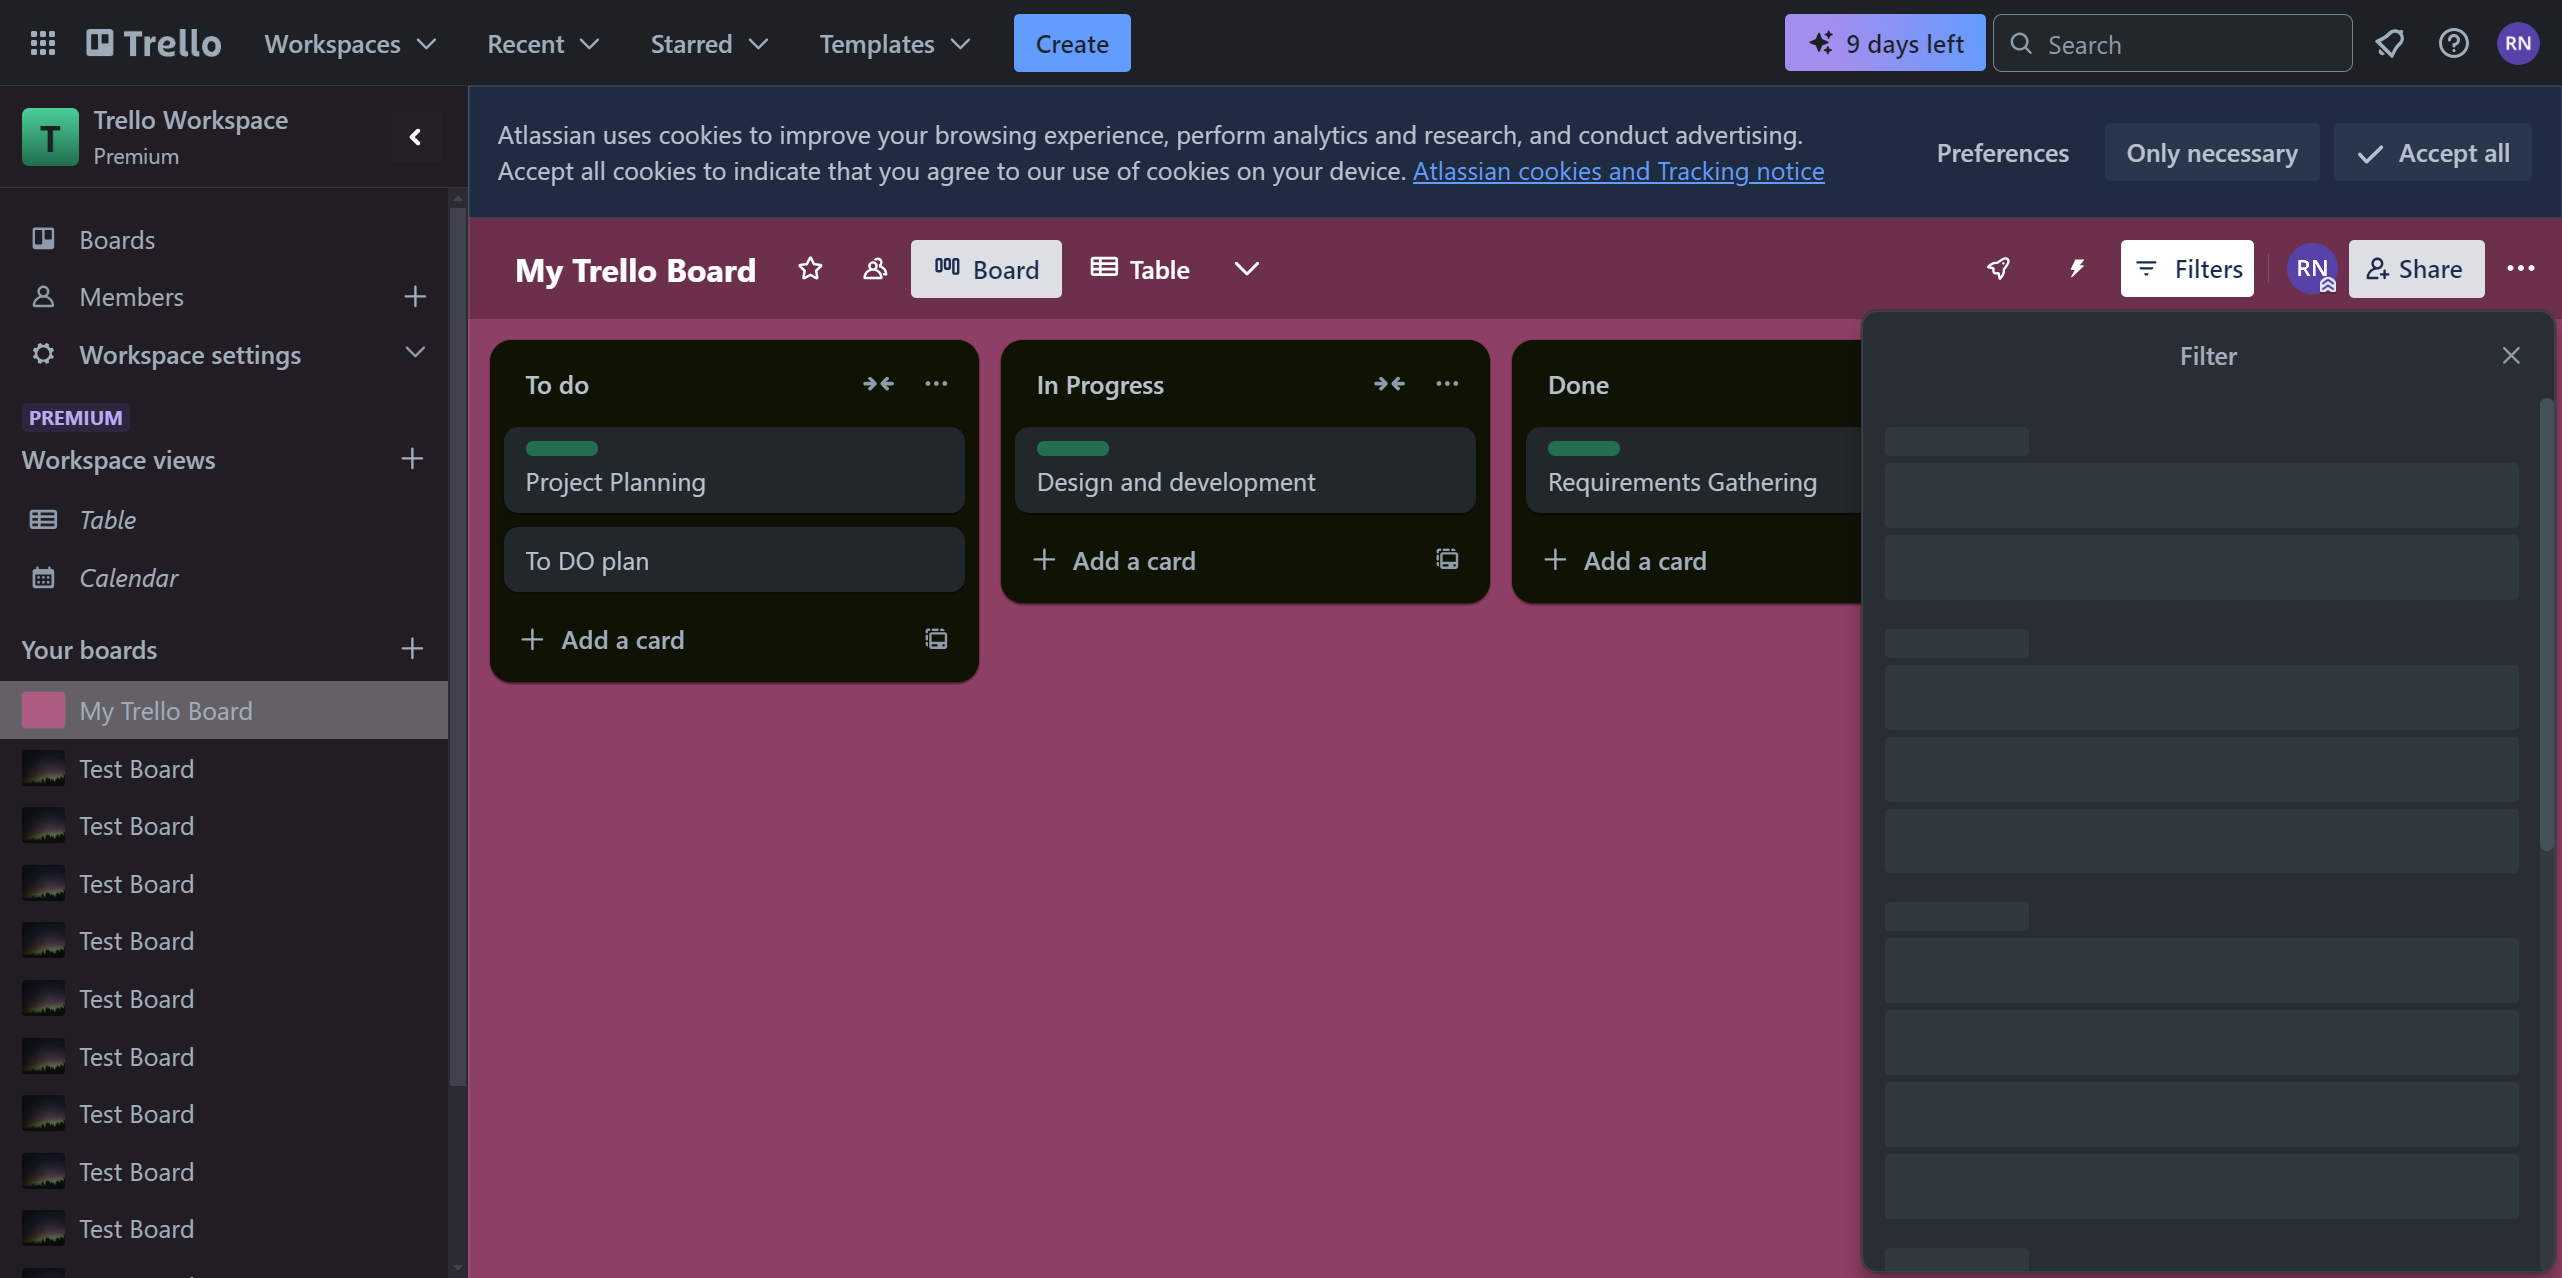 Trello
Workspaces
Recent
Starred
Templates
Create
9 days left
Search
RN
T
Trello Workspace
Premium
Atlassian uses cookies to improve your browsing experience, perform analytics and research, and conduct advertising.
Accept all cookies to indicate that you agree to our use of cookies on your device. Atlassian cookies and Tracking notice
Preferences
Only necessary
Accept all
Boards
Members
Workspace settings
PREMIUM
Workspace views
Table
Calendar
Your boards
My Trello Board
Test Board
Test Board
Test Board
Test Board
Test Board
Test Board
Test Board
Test Board
Test Board
My Trello Board
Board
Table
Filters
RN
Share
To do
Project Planning
To DO plan
Add a card
In Progress
Design and development
Add a card
Done
Requirements Gathering
Add a card
Filter